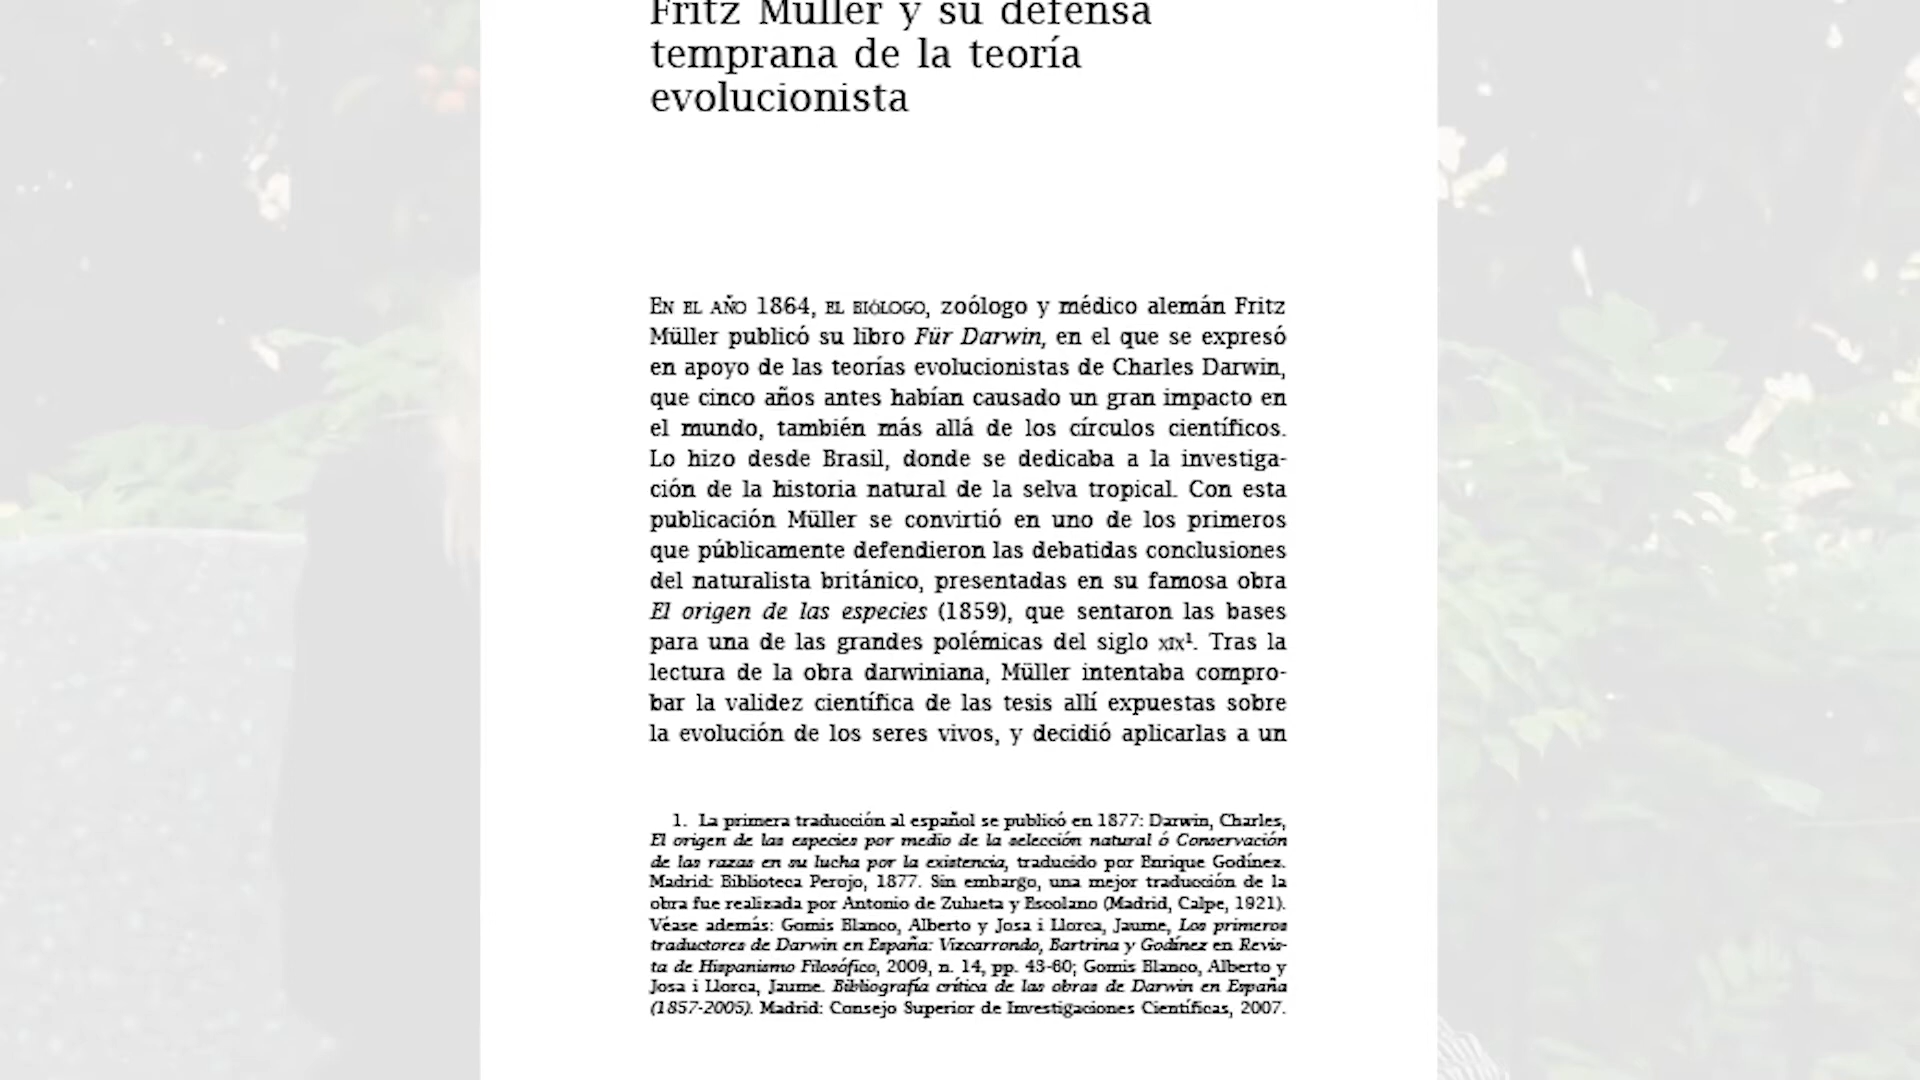 Fritz Müller y su defensa
temprana de la teoría
evolucionista
EN EL AÑO 1864, EL BIÓLOGO, zoólogo y médico alemán Fritz
Müller publicó su libro Für Darwin, en el que se expresó
en apoyo de las teorías evolucionistas de Charles Darwin,
que cinco años antes habían causado un gran impacto en
el mundo, también más allá de los círculos científicos.
Lo hizo desde Brasil, donde se dedicaba a la investiga-
ción de la historia natural de la selva tropical. Con esta
publicación Müller se convirtió en uno de los primeros
que públicamente defendieron las debatidas conclusiones
del naturalista británico, presentadas en su famosa obra
El origen de las especies (1859), que sentaron las bases
para una de las grandes polémicas del siglo XIX¹. Tras la
lectura de la obra darwiniana, Müller intentaba compro-
bar la validez científica de las tesis allí expuestas sobre
la evolución de los seres vivos, y decidió aplicarlas a un
1. La primera traducción al español se publicó en 1877: Darwin, Charles,
El origen de las especies por medio de la selección natural ó Conservación
de las razas en su lucha por la existencia, traducido por Enrique Godínez.
Madrid: Biblioteca Perojo, 1877. Sin embargo, una mejor traducción de la
obra fue realizada por Antonio de Zulueta y Escolano (Madrid, Calpe, 1921).
Véase además: Gomis Blanco, Alberto y Josa i Llorca, Jaume, Los primeros
traductores de Darwin en España: Vizcarrondo, Bartrina y Godínez en Revis-
ta de Hispanismo Filosófico, 2009, n. 14, pp. 43-60; Gomis Blanco, Alberto y
Josa i Llorca, Jaume. Bibliografía crítica de las obras de Darwin en España
(1857-2005). Madrid: Consejo Superior de Investigaciones Científicas, 2007.